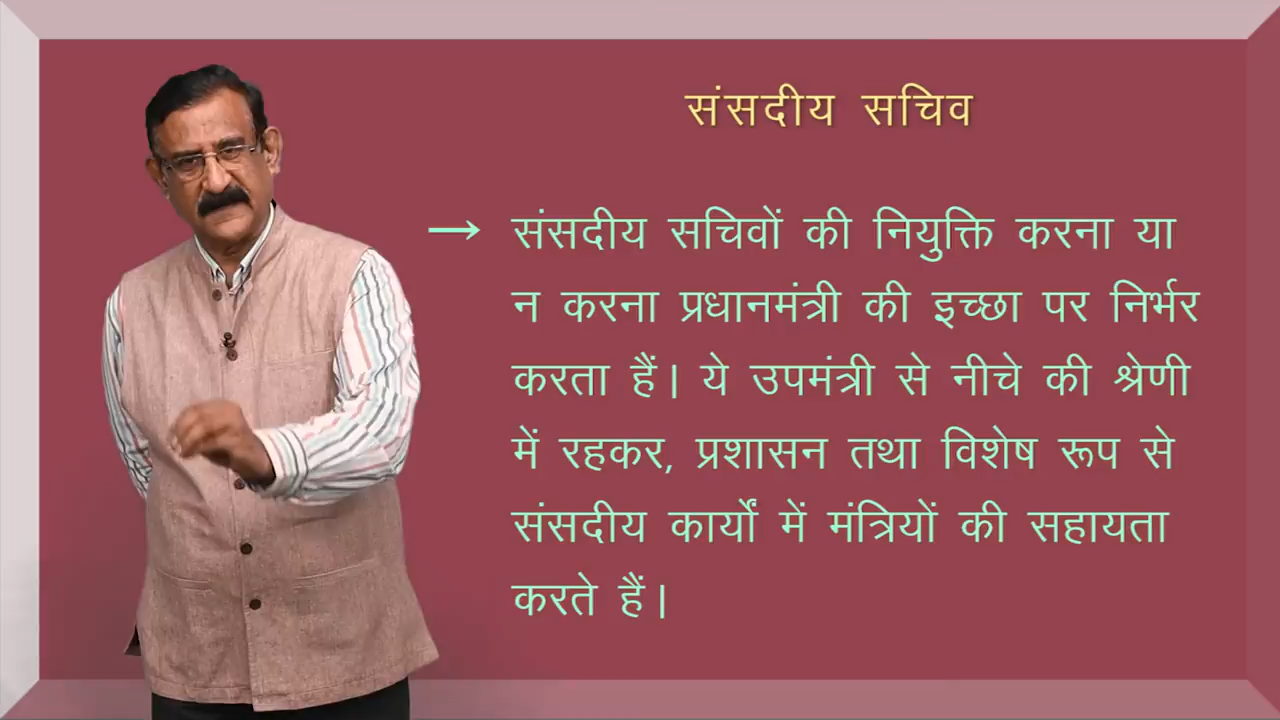 संसदीय सचिव
→ संसदीय सचिवों की नियुक्ति करना या
न करना प्रधानमंत्री की इच्छा पर निर्भर
करता हैं। ये उपमंत्री से नीचे की श्रेणी
में रहकर, प्रशासन तथा विशेष रूप से
संसदीय कार्यों में मंत्रियों की सहायता
करते हैं।